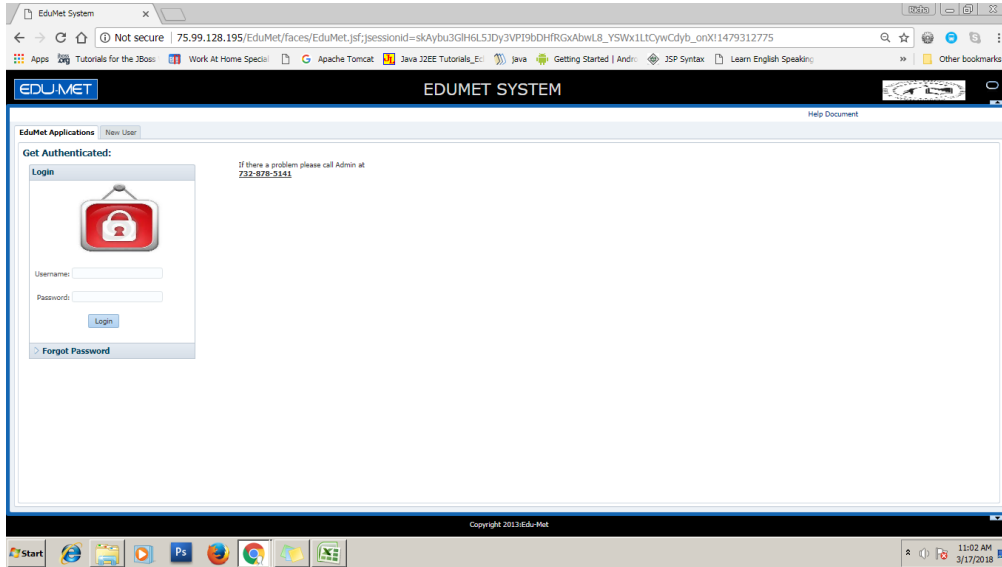 EduMet System
Richa
Not secure | 75.99.128.195/EduMet/faces/EduMet.jsf;jsessionid=skAybu3GlH6L5JDy3VPI9bDHfRGxAbwL8_YSWx1LtCywCdyb_onX!1479312775
Apps Tutorials for the JBoss Work At Home Special Apache Tomcat Java J2EE Tutorials_Ecl java Getting Started | Andro JSP Syntax Learn English Speaking » Other bookmarks
EDU-MET EDUMET SYSTEM
Help Document
EduMet Applications New User
Get Authenticated:
Login
If there a problem please call Admin at
732-878-5141
Username:
Password:
Login
Forgot Password
Copyright 2013:Edu-Met
Start Ps 11:02 AM
3/17/2018